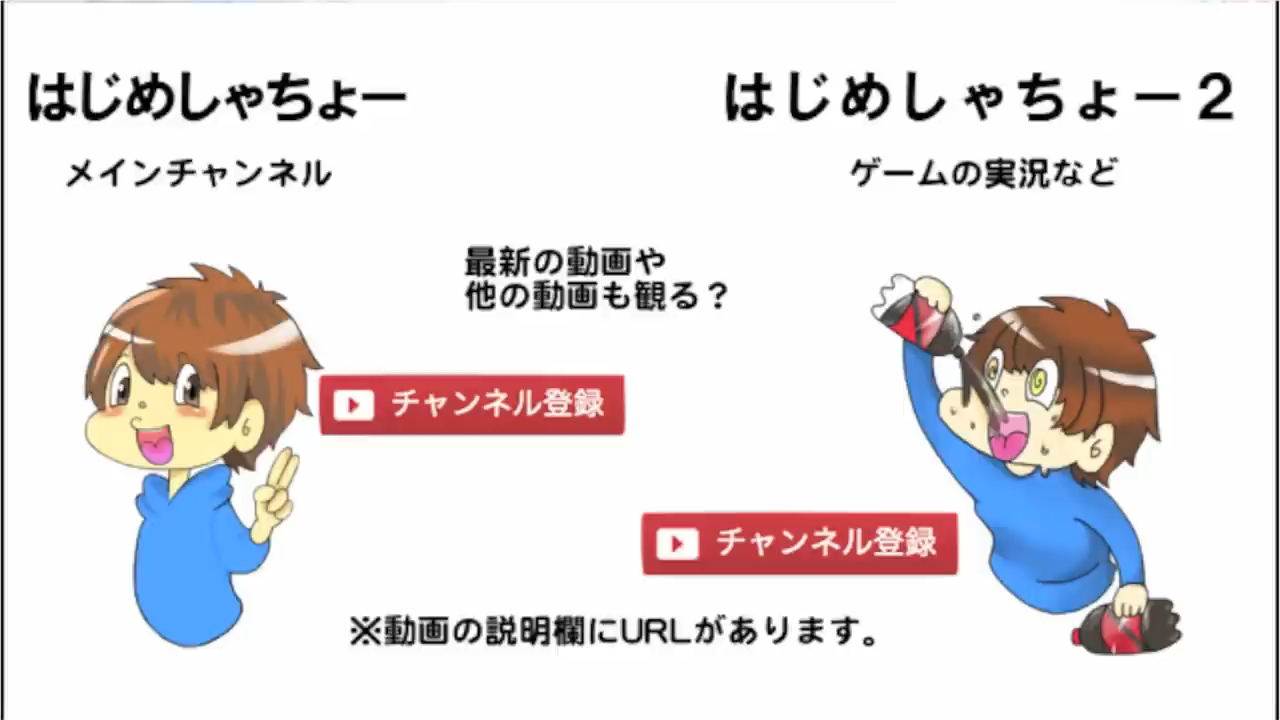 はじめしゃちょー
はじめしゃちょー２
メインチャンネル
ゲームの実況など
最新の動画や
他の動画も観る？
チャンネル登録
チャンネル登録
※動画の説明欄にURLがあります。